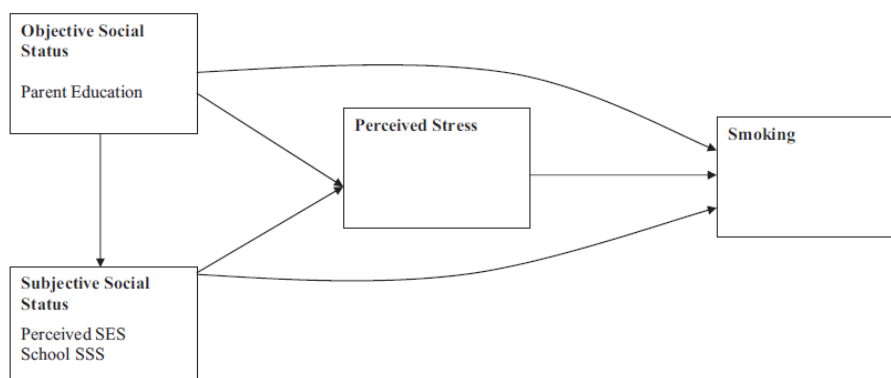 Objective Social
Status
Parent Education
Perceived Stress
Smoking
Subjective Social
Status
Perceived SES
School SSS